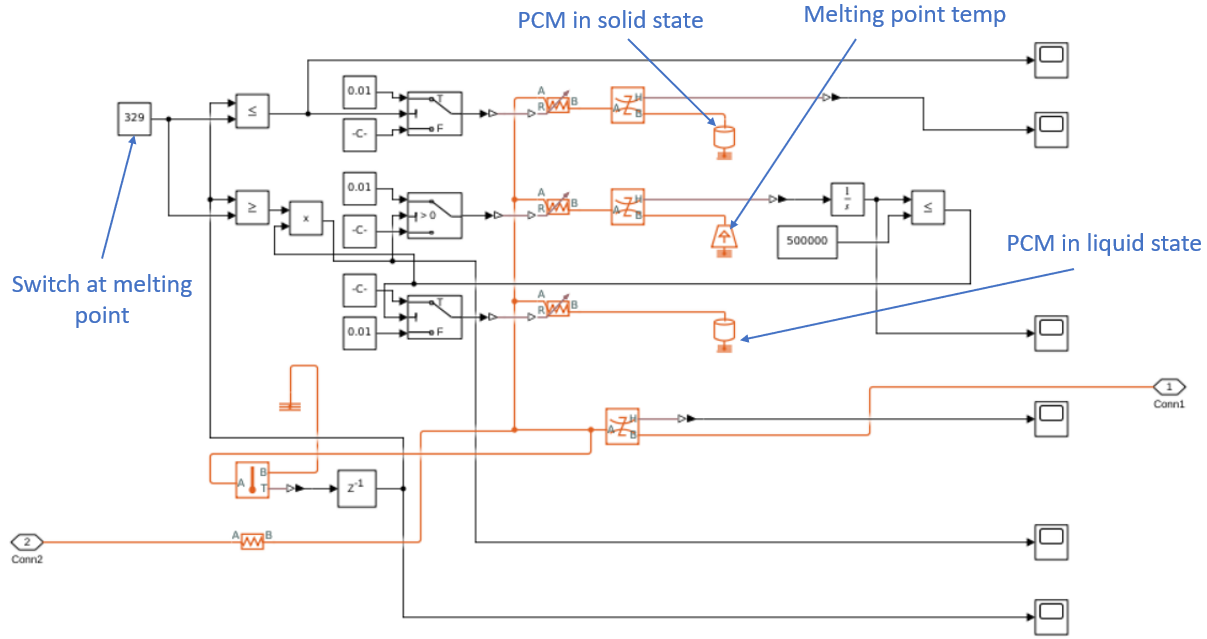 PCM in solid state
Melting point temp
0.01
A
B
R
H
A
B
T
F
329
≤
-C-
0.01
A
B
R
H
A
B
≥
x
> 0
-C-
1
s
≤
500000
PCM in liquid state
Switch at melting
point
-C-
A
B
R
T
F
0.01
1
Conn1
H
A
B
B
A
T
Z-1
2
Conn2
A
B